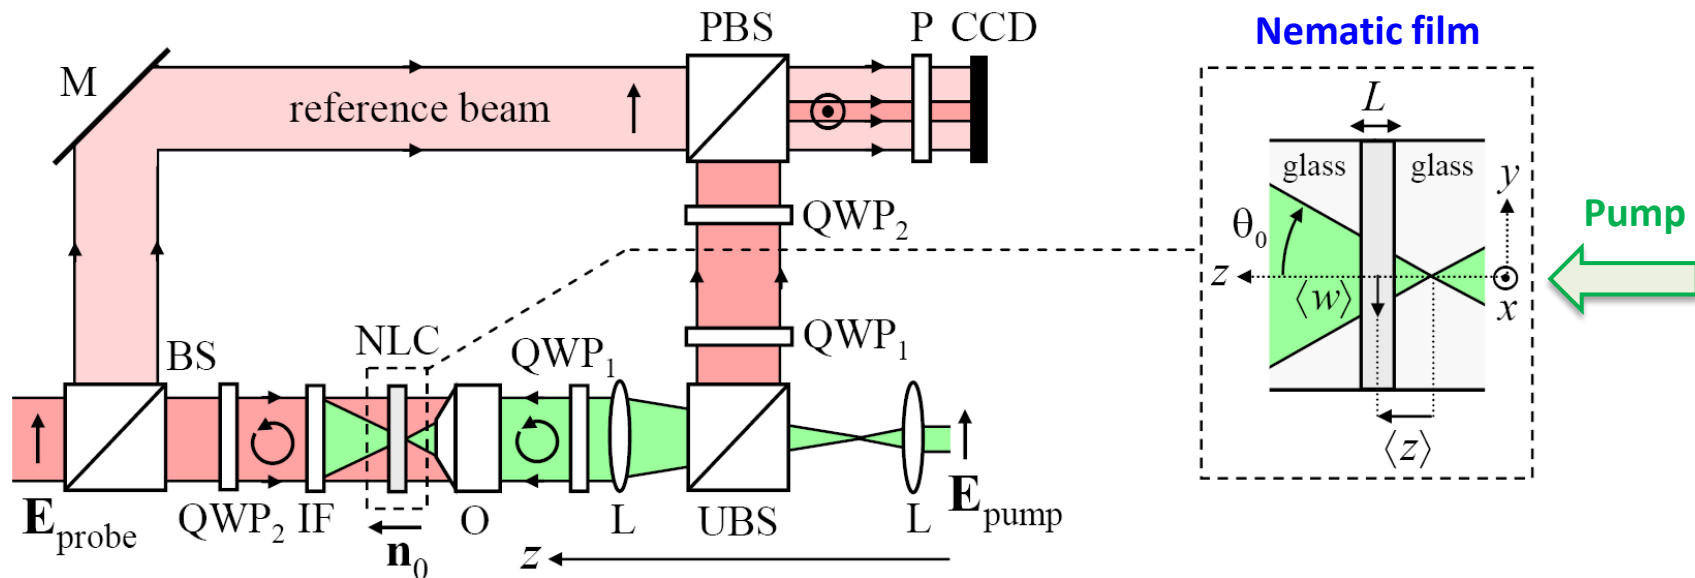 PBS
P
CCD
M
reference beam
QWP2
BS
NLC
QWP1
QWP1
Eprobe
QWP2
IF
n0
O
L
UBS
L
Epump
z
Nematic film
L
glass
glass
y
θ0
z
⟨w⟩
x
⟨z⟩
Pump